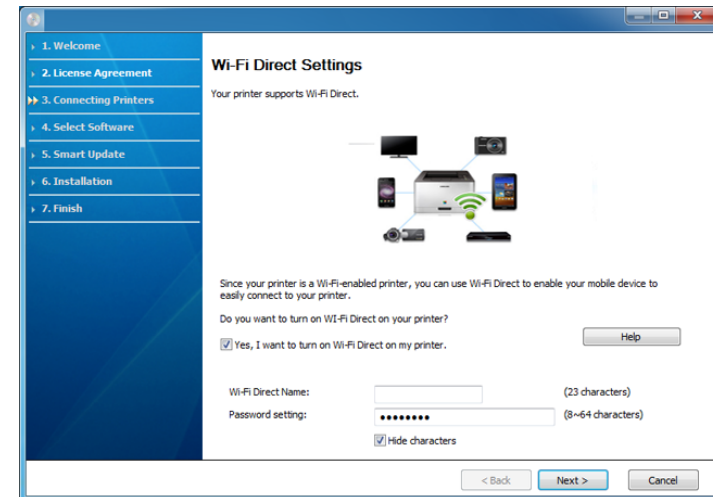 1. Welcome
2. License Agreement
3. Connecting Printers
4. Select Software
5. Smart Update
6. Installation
7. Finish
Wi-Fi Direct Settings
Your printer supports Wi-Fi Direct.
Since your printer is a Wi-Fi-enabled printer, you can use Wi-Fi Direct to enable your mobile device to
easily connect to your printer.
Do you want to turn on WI-Fi Direct on your printer?
Yes, I want to turn on Wi-Fi Direct on my printer.
Help
Wi-Fi Direct Name: (23 characters)
Password setting: •••••••• (8~64 characters)
Hide characters
< Back Next > Cancel